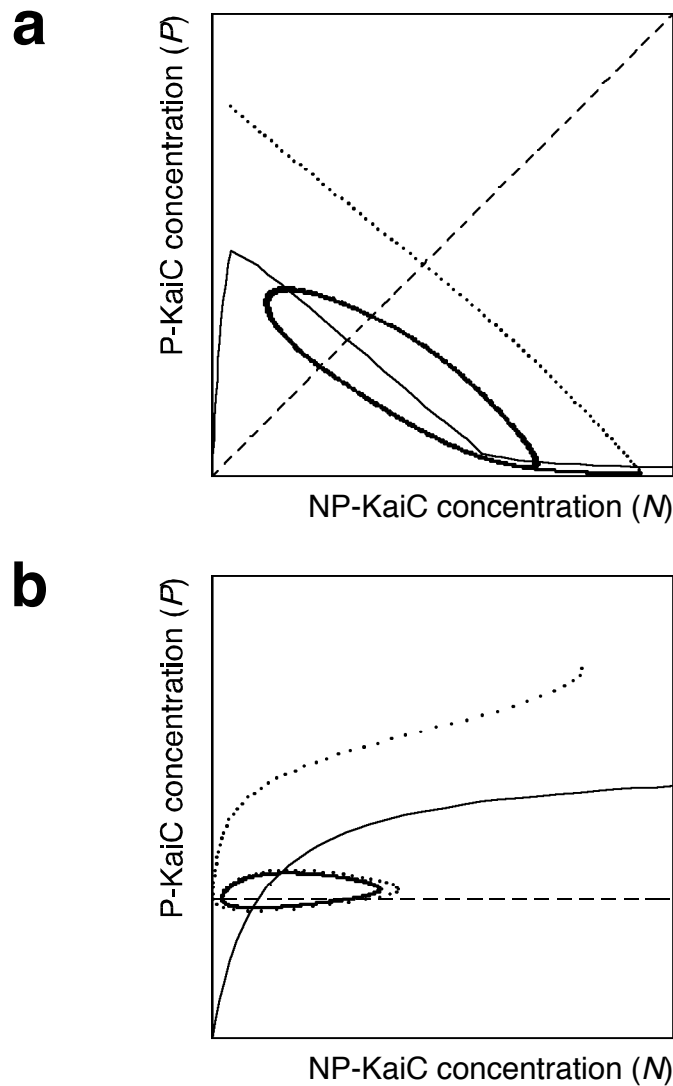 a
P-KaiC concentration (P)
NP-KaiC concentration (N)
b
P-KaiC concentration (P)
NP-KaiC concentration (N)